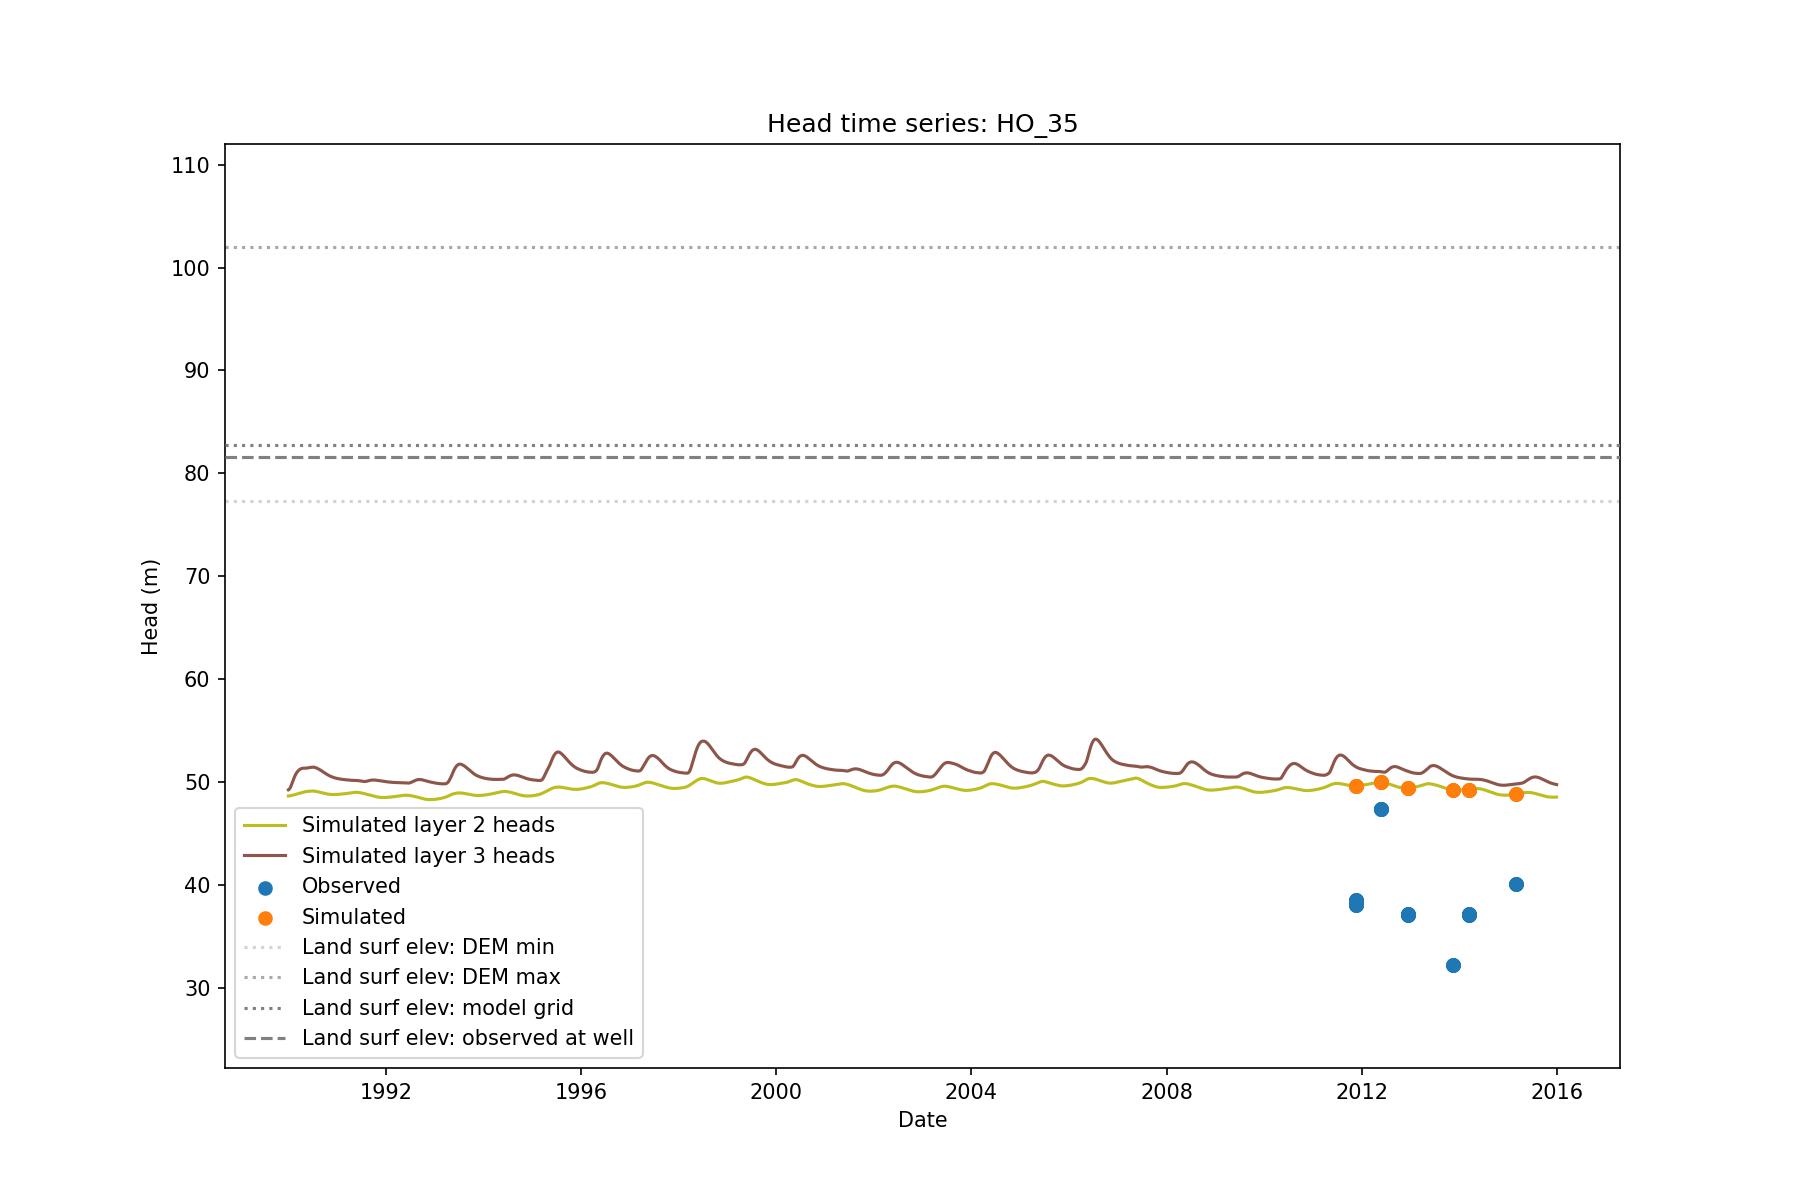 Head time series: HO_35
110
100
90
80
70
60
50
40
30
Head (m)
Simulated layer 2 heads
Simulated layer 3 heads
Observed
Simulated
Land surf elev: DEM min
Land surf elev: DEM max
Land surf elev: model grid
Land surf elev: observed at well
1992 1996 2000 2004 2008 2012 2016
Date